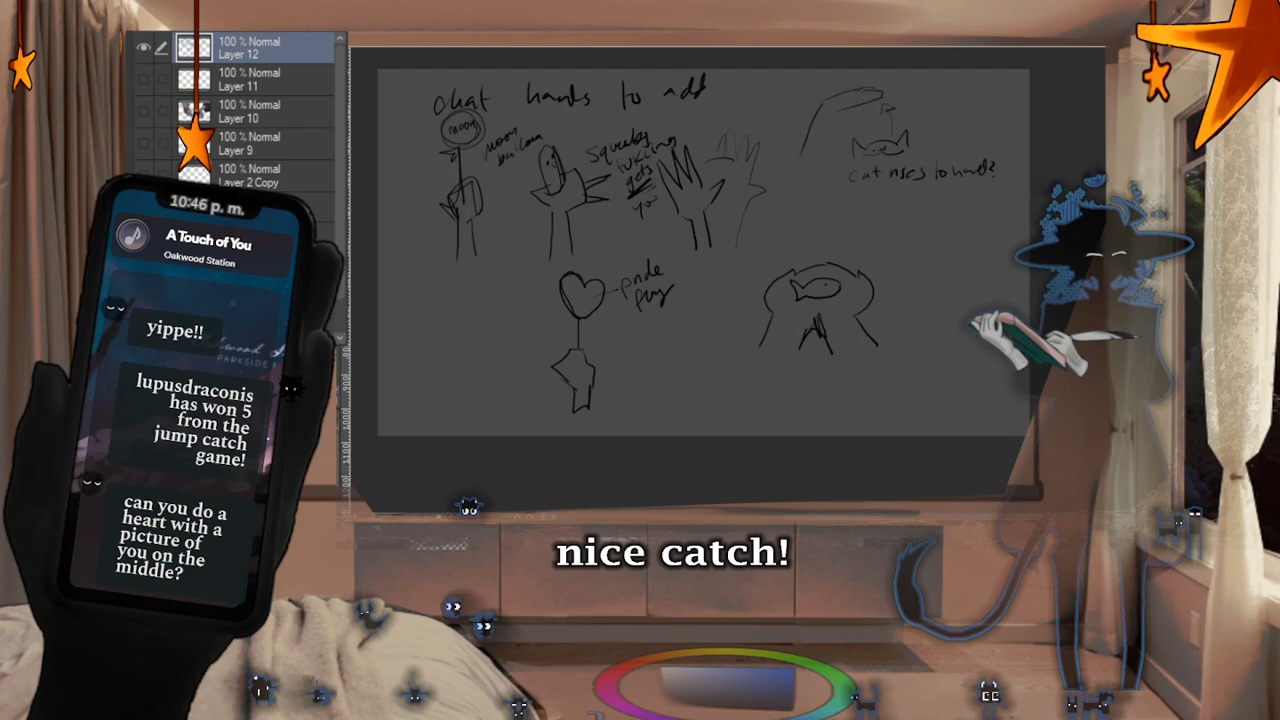 100 % Normal
Layer 12
100 % Normal
Layer 11
100 % Normal
Layer 10
100 % Normal
Layer 9
100 % Normal
Layer 2 Copy
chat hands to add
moon
moon
balloon
squeaky
looking
gets
you
cat rises to hand?
pride
flag
10:46 p. m.
A Touch of You
Oakwood Station
yippe!!
PARKSIDE
lupusdraconis
has won 5
from the
jump catch
game!
can you do a
heart with a
picture of
you on the
middle?
nice catch!